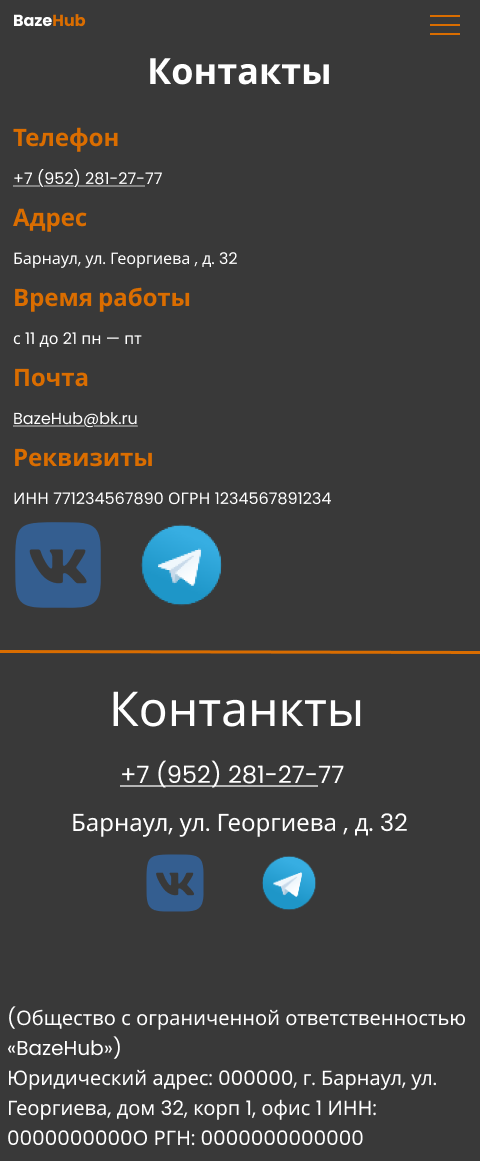 BazeHub
Контакты
Телефон
+7 (952) 281-27-77
Адрес
Барнаул, ул. Георгиева , д. 32
Время работы
с 11 до 21 пн — пт
Почта
BazeHub@bk.ru
Реквизиты
ИНН 771234567890 ОГРН 1234567891234
Контанкты
+7 (952) 281-27-77
Барнаул, ул. Георгиева , д. 32
(Общество с ограниченной ответственностью
«BazeHub»)
Юридический адрес: 000000, г. Барнаул, ул.
Георгиева, дом 32, корп 1, офис 1 ИНН:
0000000000О РГН: 0000000000000